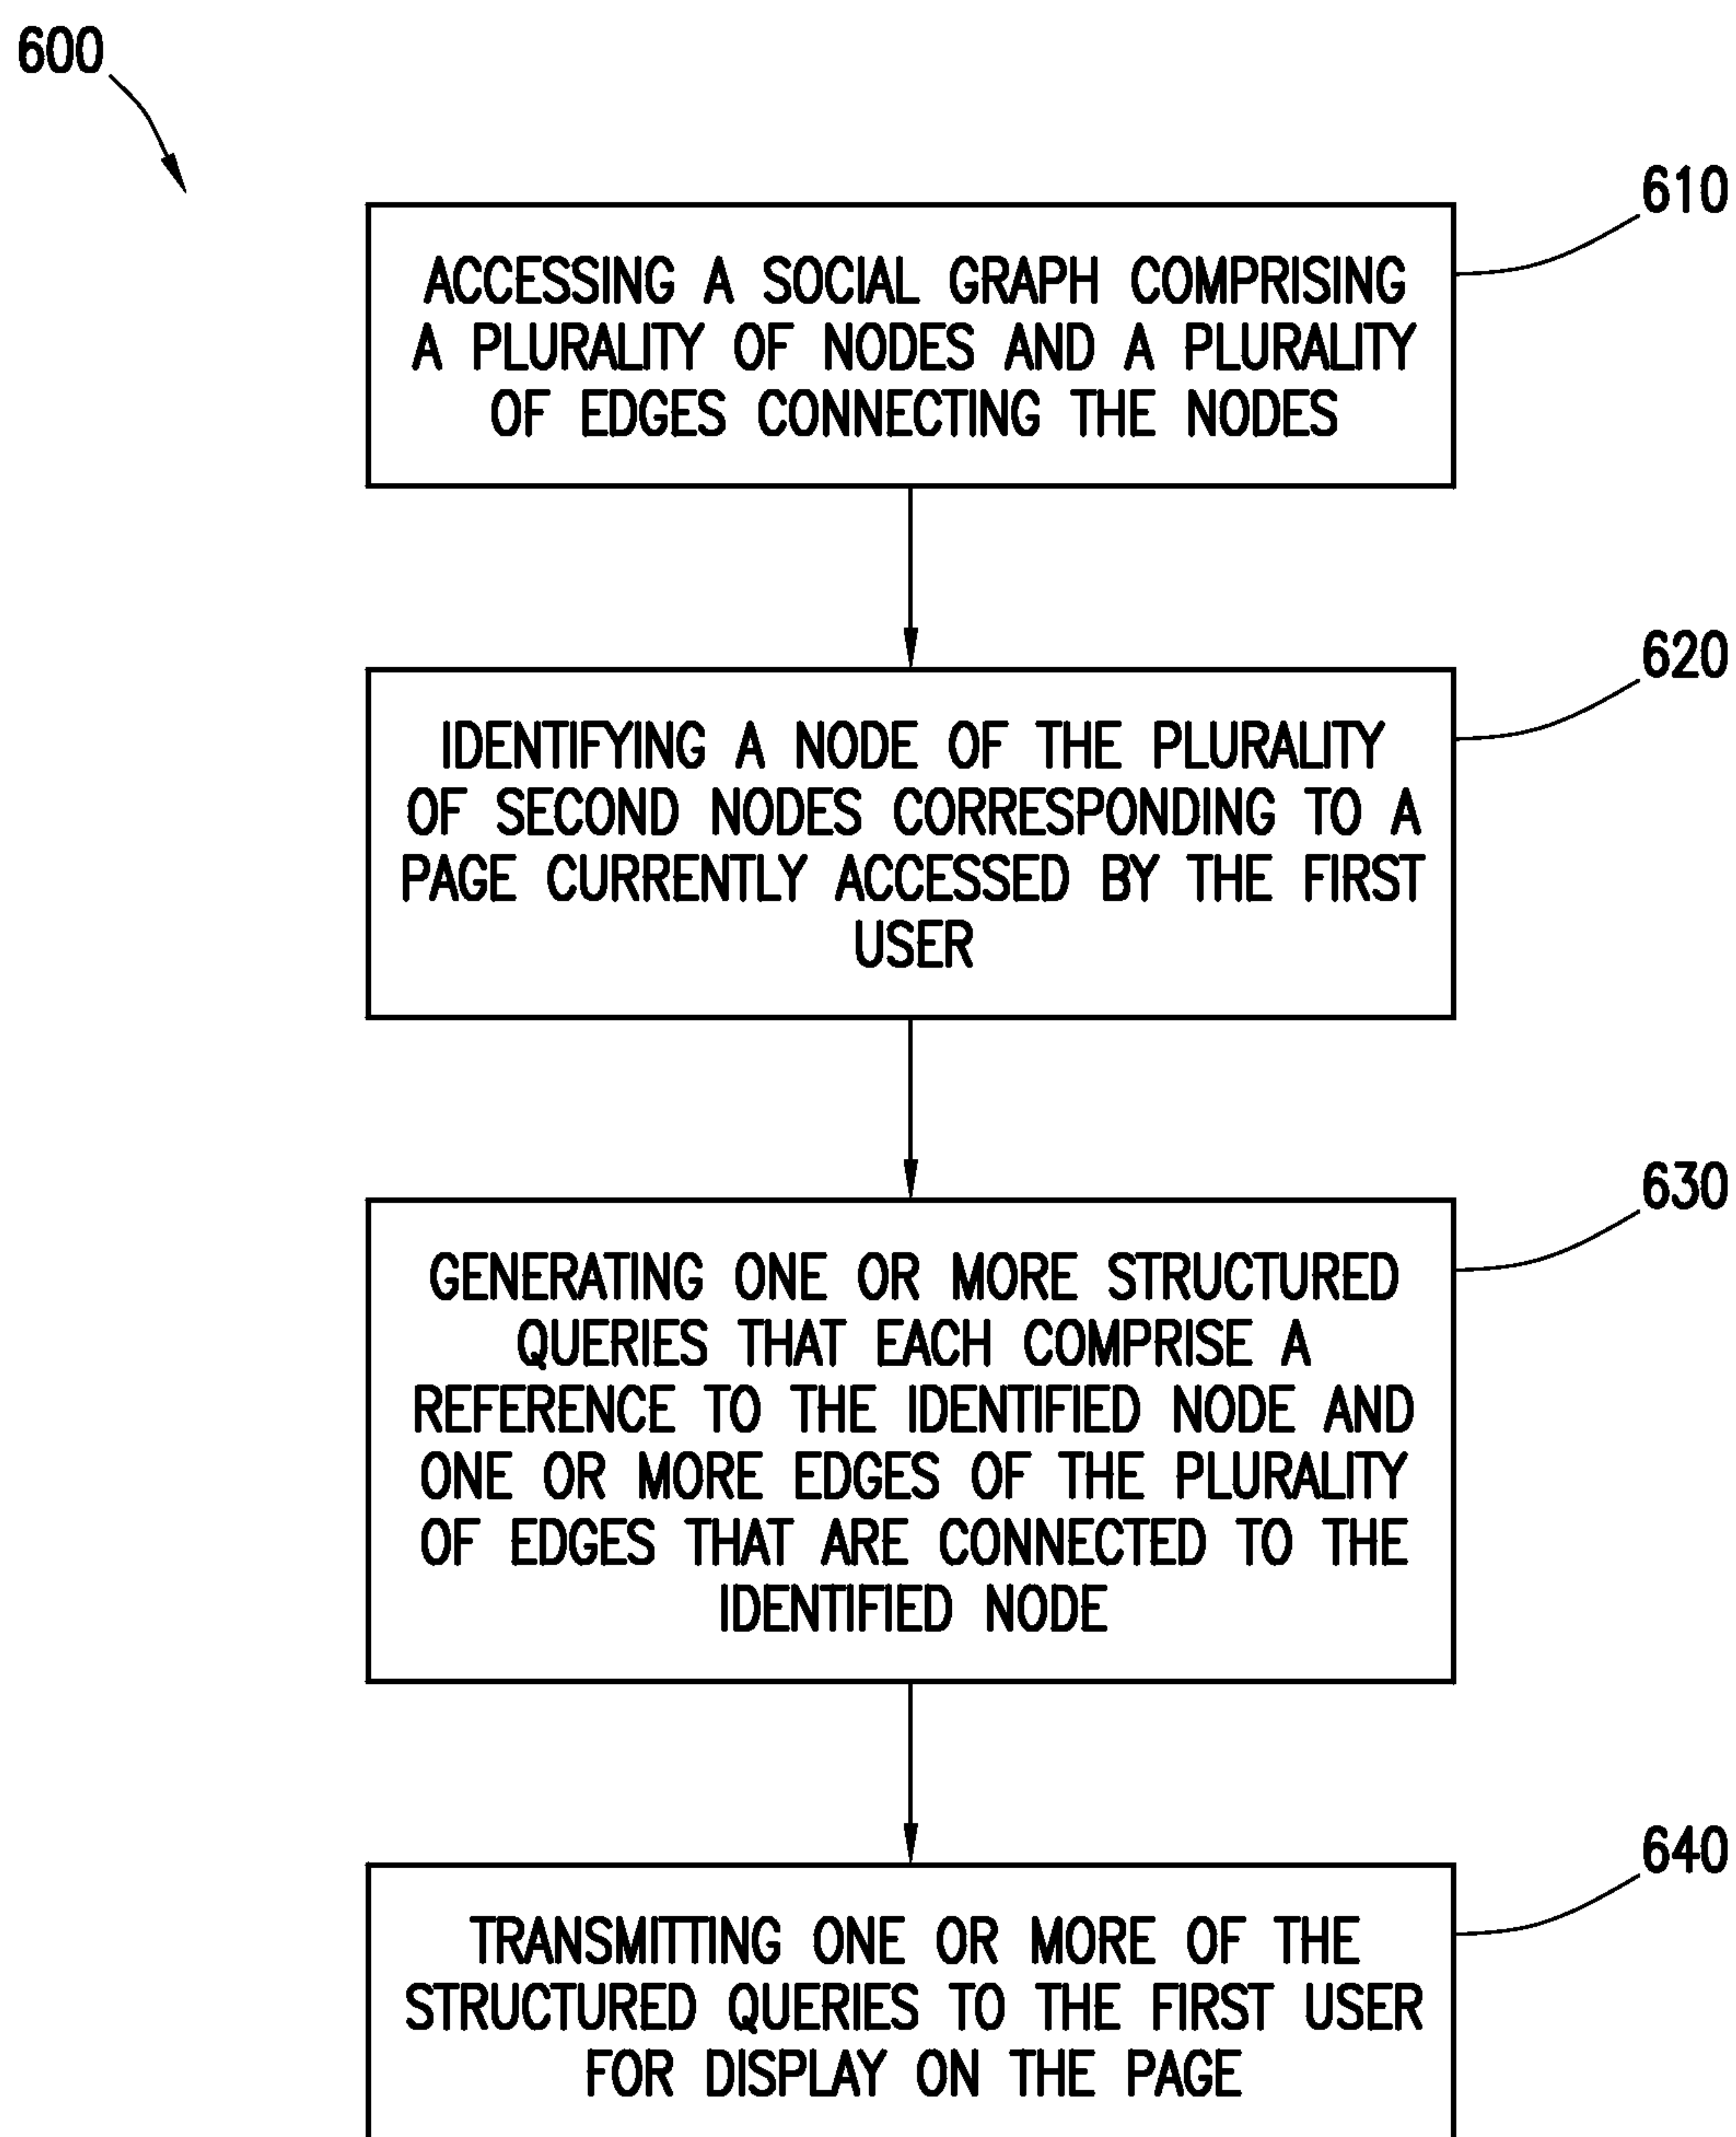 600
610
ACCESSING A SOCIAL GRAPH COMPRISING
A PLURALITY OF NODES AND A PLURALITY
OF EDGES CONNECTING THE NODES
620
IDENTIFYING A NODE OF THE PLURALITY
OF SECOND NODES CORRESPONDING TO A
PAGE CURRENTLY ACCESSED BY THE FIRST
USER
630
GENERATING ONE OR MORE STRUCTURED
QUERIES THAT EACH COMPRISE A
REFERENCE TO THE IDENTIFIED NODE AND
ONE OR MORE EDGES OF THE PLURALITY
OF EDGES THAT ARE CONNECTED TO THE
IDENTIFIED NODE
640
TRANSMITTING ONE OR MORE OF THE
STRUCTURED QUERIES TO THE FIRST USER
FOR DISPLAY ON THE PAGE